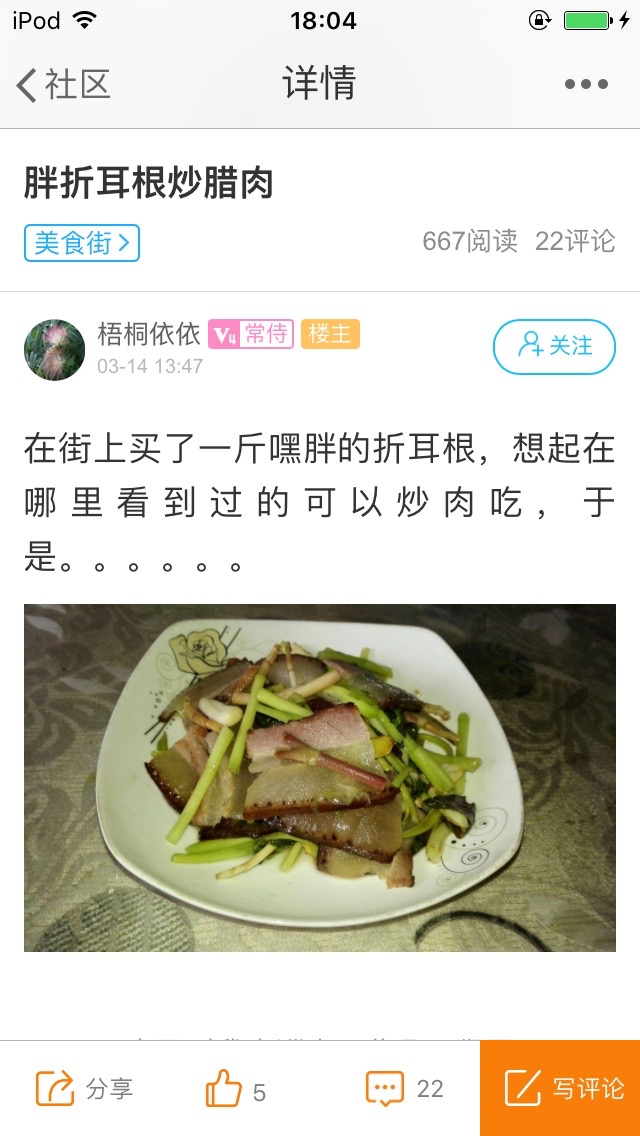 iPod 18:04
社区 详情
胖折耳根炒腊肉
美食街 667阅读 22评论
梧桐依依 V4 常侍 楼主
03-14 13:47
关注
在街上买了一斤嘿胖的折耳根，想起在
哪里看到过的可以炒肉吃，于
是。。。。。。
分享 5 22 写评论